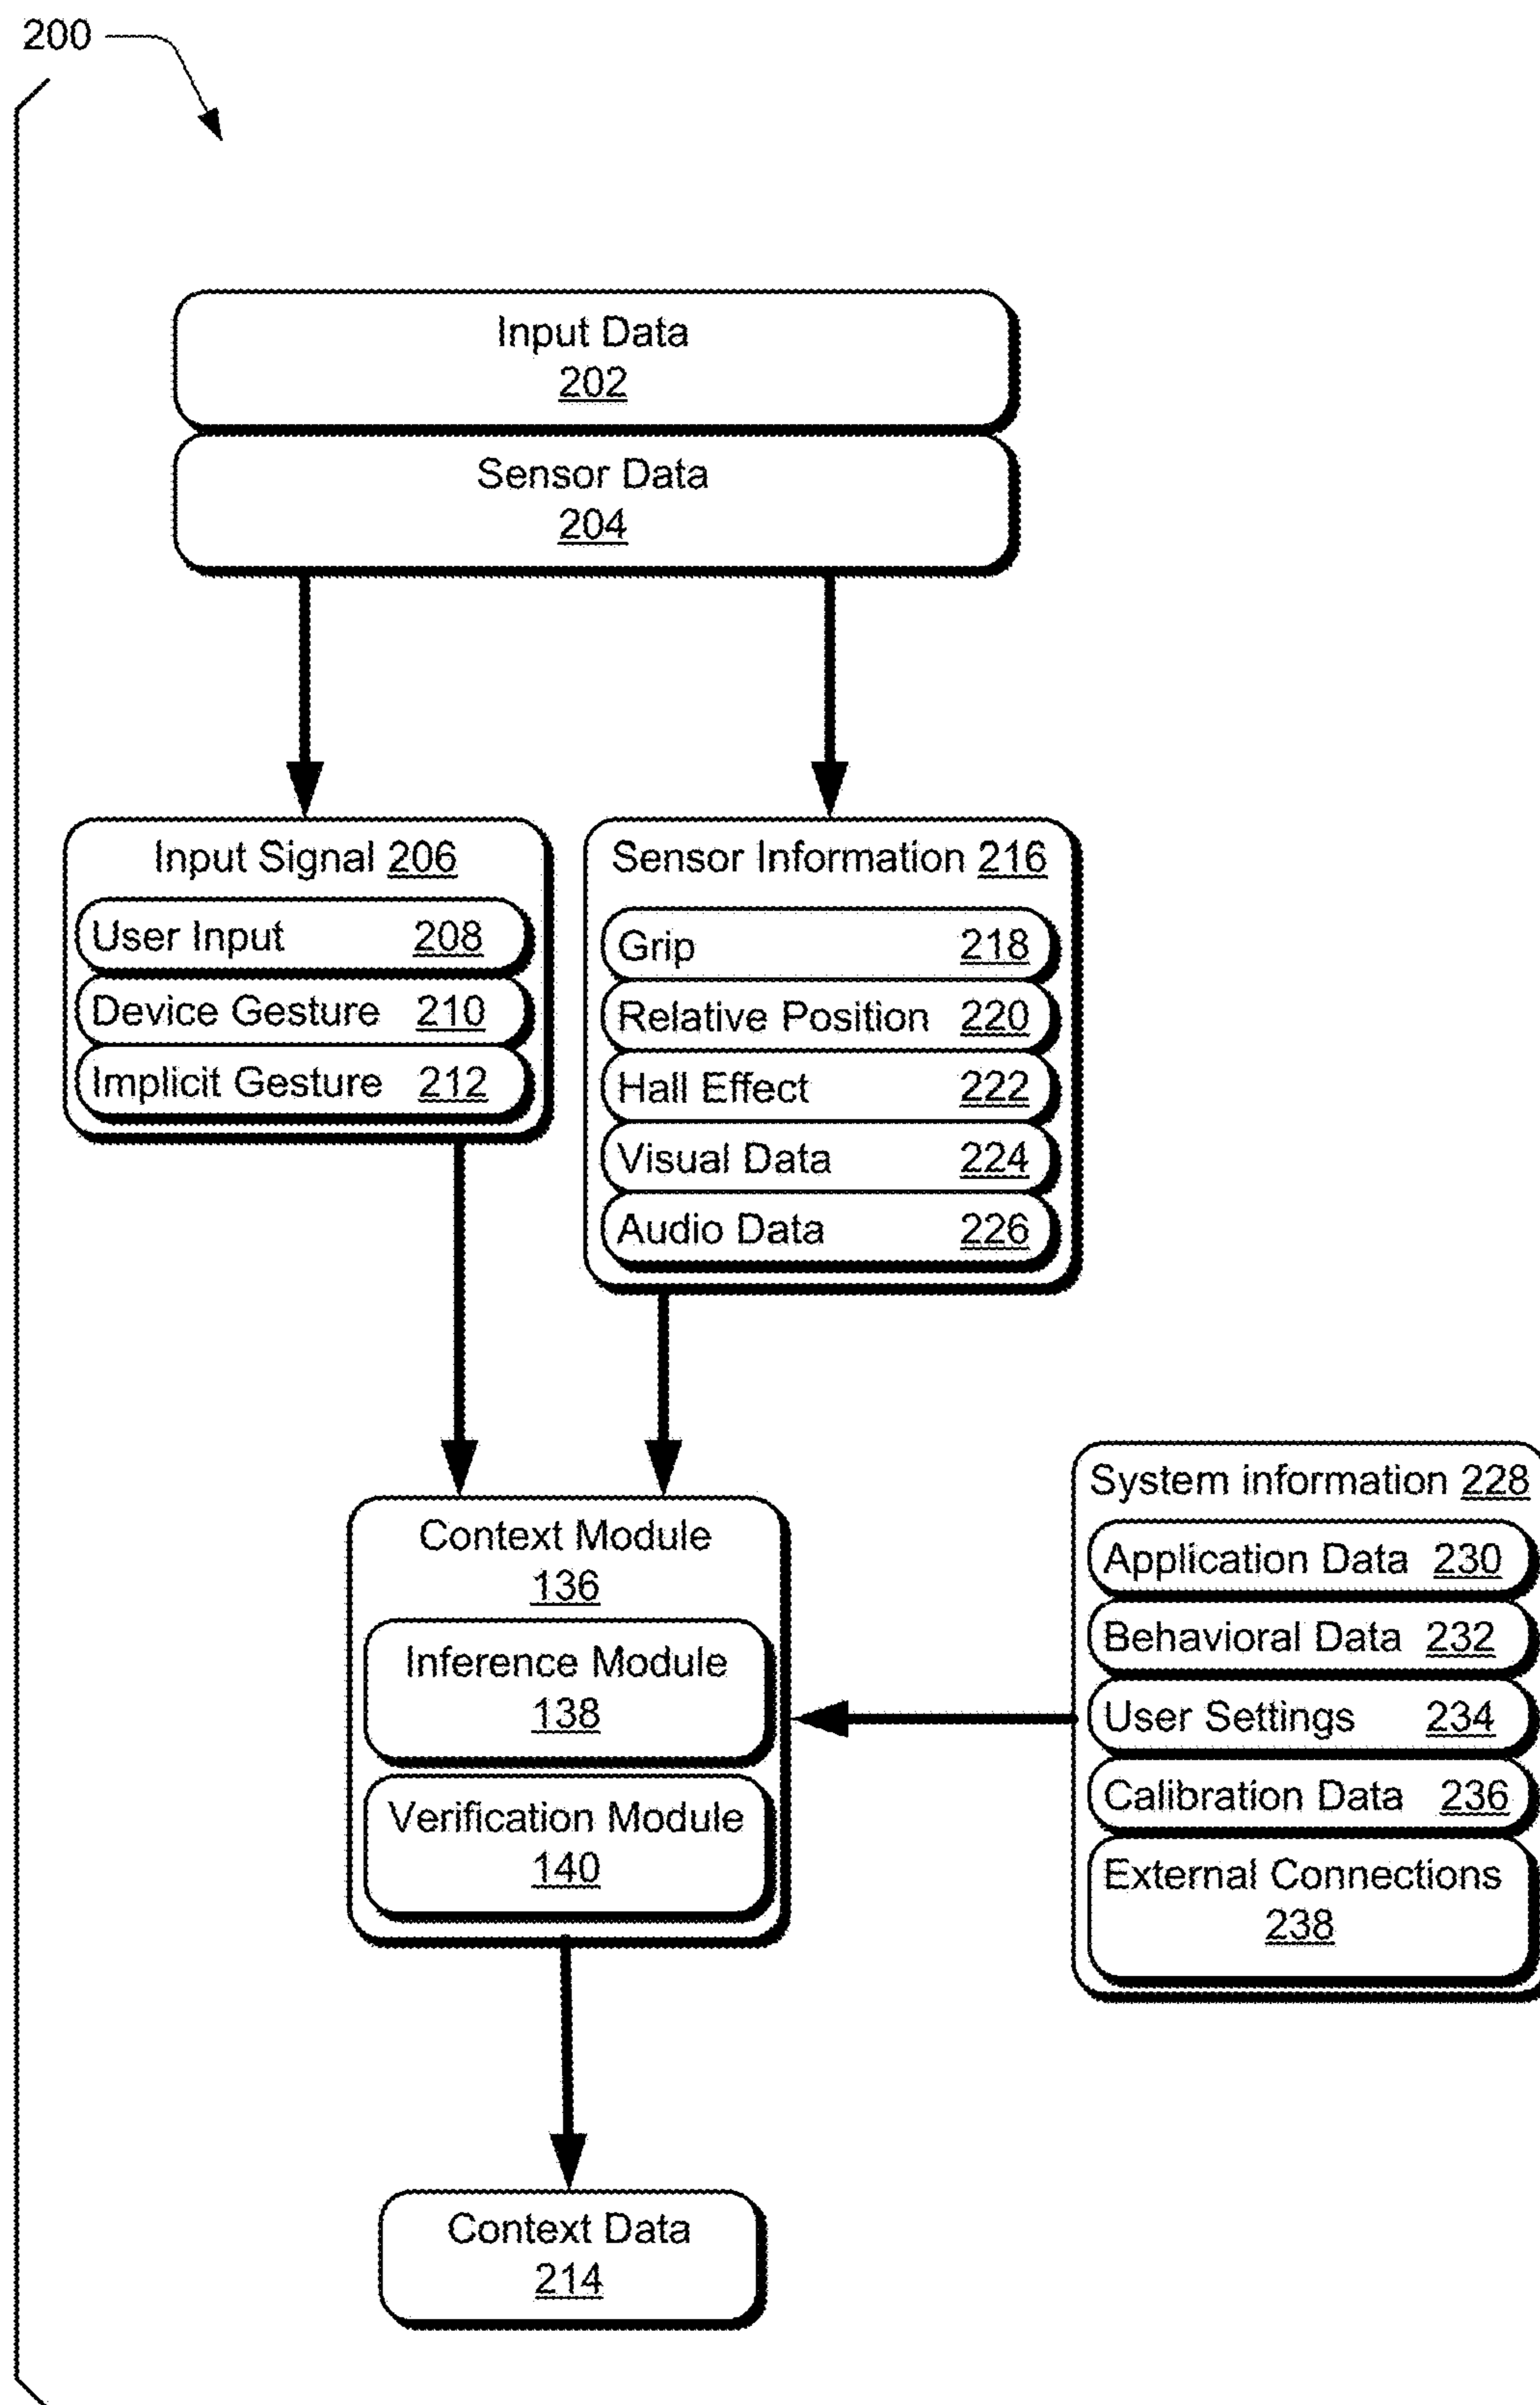 200
Input Data
202
Sensor Data
204
Input Signal 206
User Input 208
Device Gesture 210
Implicit Gesture 212
Sensor Information 216
Grip 218
Relative Position 220
Hall Effect 222
Visual Data 224
Audio Data 226
Context Module
136
Inference Module
138
Verification Module
140
System information 228
Application Data 230
Behavioral Data 232
User Settings 234
Calibration Data 236
External Connections
238
Context Data
214